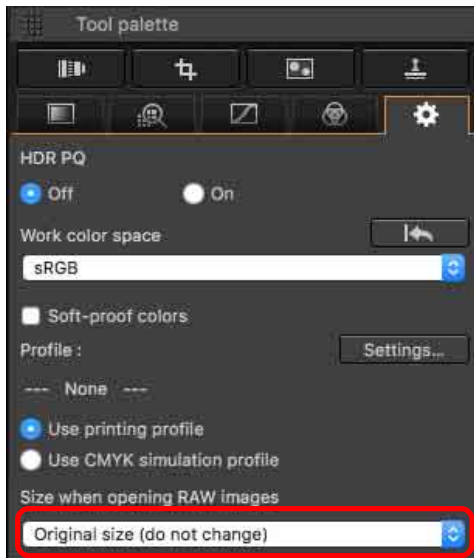 Tool palette
HDR PQ
Off On
Work color space
sRGB
Soft-proof colors
Profile : Settings...
--- None ---
Use printing profile
Use CMYK simulation profile
Size when opening RAW images
Original size (do not change)